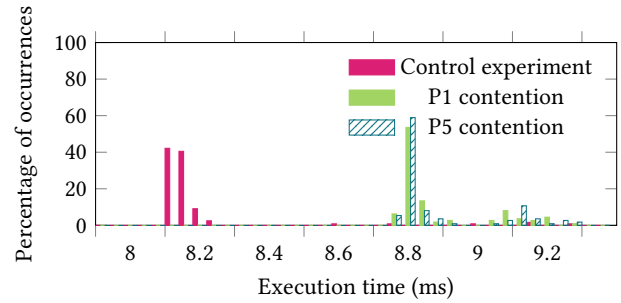 Percentage of occurrences
100
80
60
40
20
0
Control experiment
P1 contention
P5 contention
8 8.2 8.4 8.6 8.8 9 9.2
Execution time (ms)